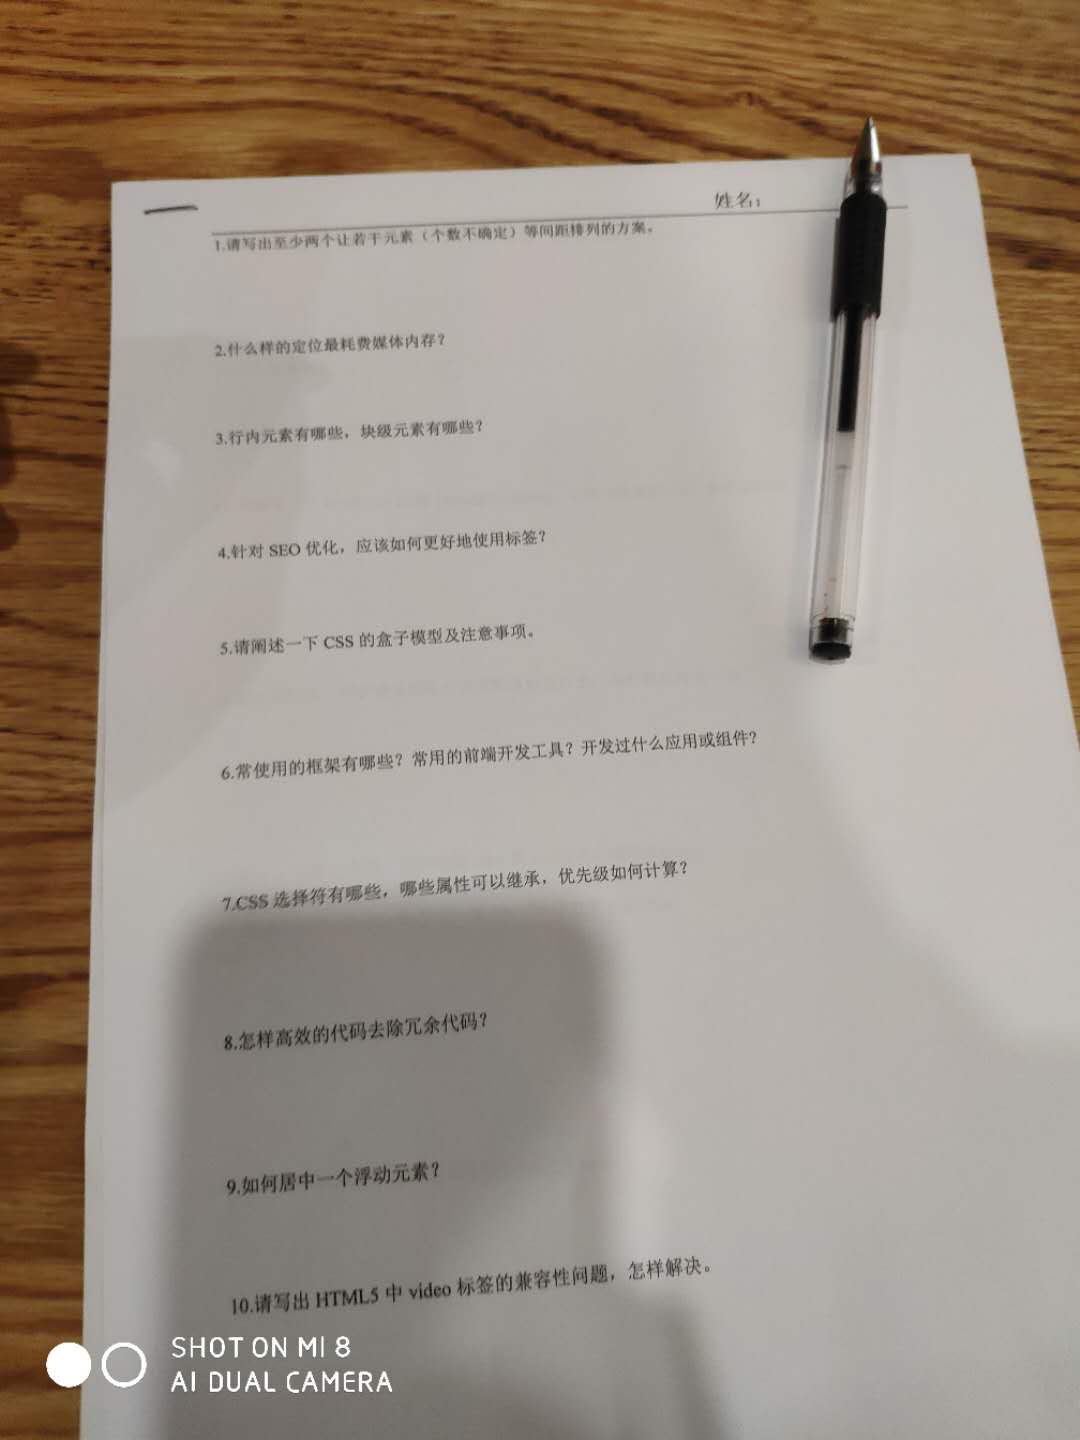 姓名：
1.请写出至少两个让若干元素（个数不确定）等间距排列的方案。
2.什么样的定位最耗费媒体内存？
3.行内元素有哪些，块级元素有哪些？
4.针对 SEO 优化，应该如何更好地使用标签？
5.请阐述一下 CSS 的盒子模型及注意事项。
6.常使用的框架有哪些？常用的前端开发工具？开发过什么应用或组件？
7.CSS 选择符有哪些，哪些属性可以继承，优先级如何计算？
8.怎样高效的代码去除冗余代码？
9.如何居中一个浮动元素？
10.请写出 HTML5 中 video 标签的兼容性问题，怎样解决。
SHOT ON MI 8
AI DUAL CAMERA